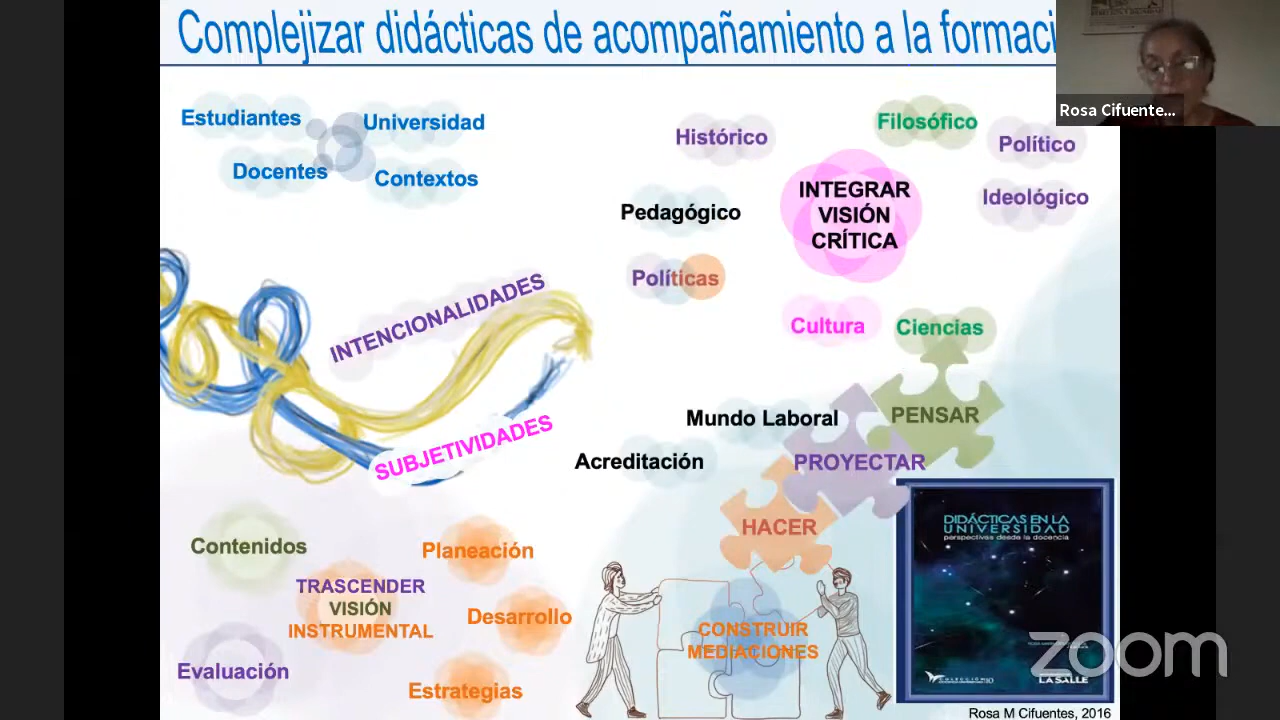 Complejizar didácticas de acompañamiento a la formaci
Rosa Cifuente...
Estudiantes
Universidad
Docentes
Contextos
Histórico
Filosófico
Político
Pedagógico
INTEGRAR
VISIÓN
CRÍTICA
Ideológico
Políticas
Cultura
Ciencias
INTENCIONALIDADES
SUBJETIVIDADES
Mundo Laboral
PENSAR
Acreditación
PROYECTAR
HACER
Contenidos
Planeación
TRASCENDER
VISIÓN
INSTRUMENTAL
Desarrollo
Evaluación
Estrategias
CONSTRUIR
MEDIACIONES
DIDÁCTICAS EN LA
UNIVERSIDAD
perspectivas desde la docencia
LA SALLE
zoom
Rosa M Cifuentes, 2016